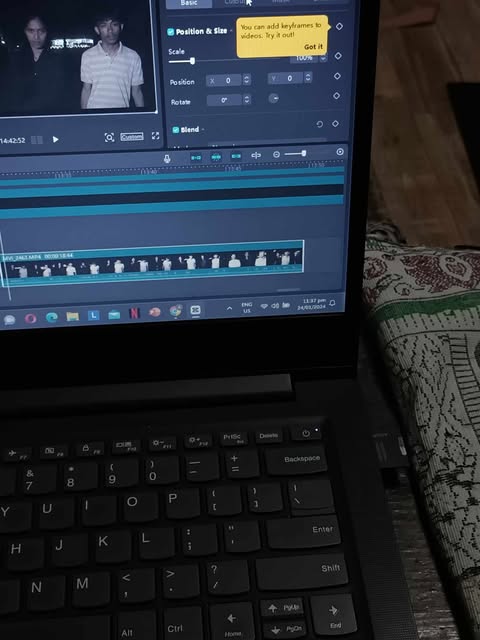 Basic
You can add keyframes to
videos. Try it out!
Got it
Position & Size
Scale
100%
Position
X 0
Y 0
Rotate
0°
Blend
14:42:52
Custom
MVI_2463.MP4 00:00:18:44
ENG
US
13:37 pm
24/01/2024
F7
F8
F9
F10
F11
F12
PrtSc
Delete
& 7
* 8
( 9
) 0
_ -
+ =
Backspace
Y
U
I
O
P
{ [
} ]
| \
H
J
K
L
: ;
" '
Enter
N
M
< ,
> .
? /
Shift
Alt
Ctrl
Home
PgUp
PgDn
End